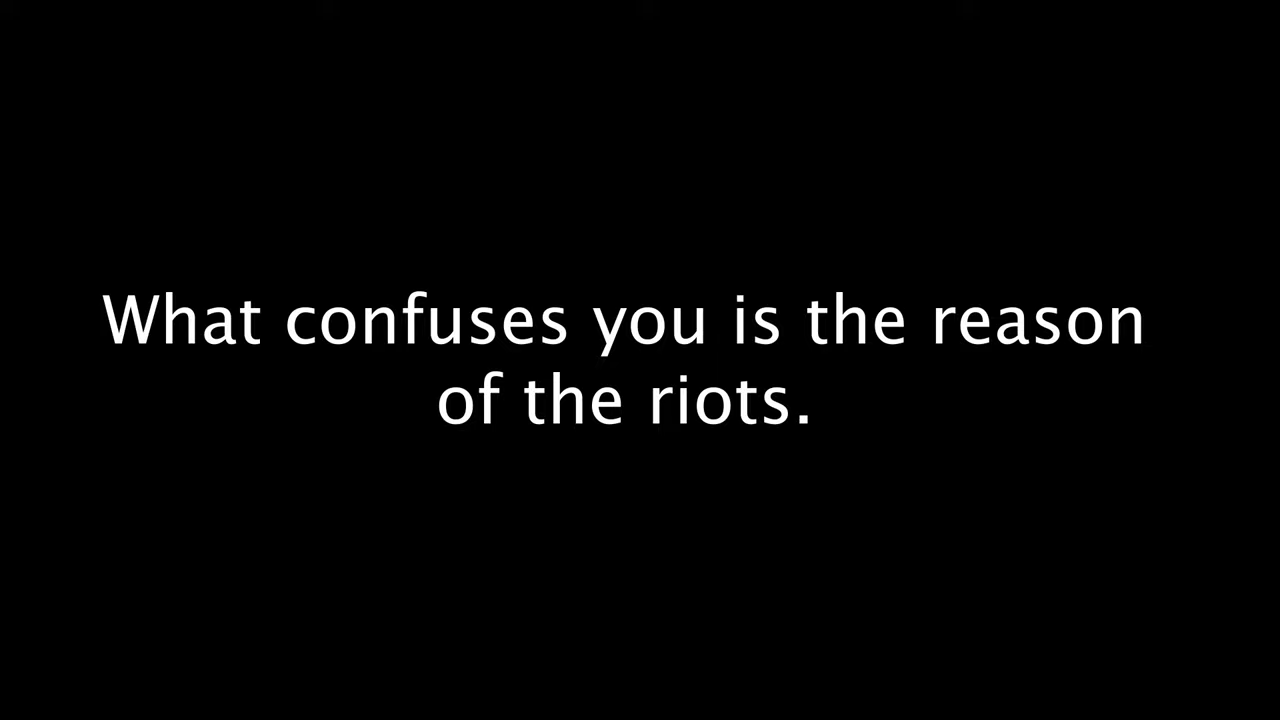 What confuses you is the reason
of the riots.